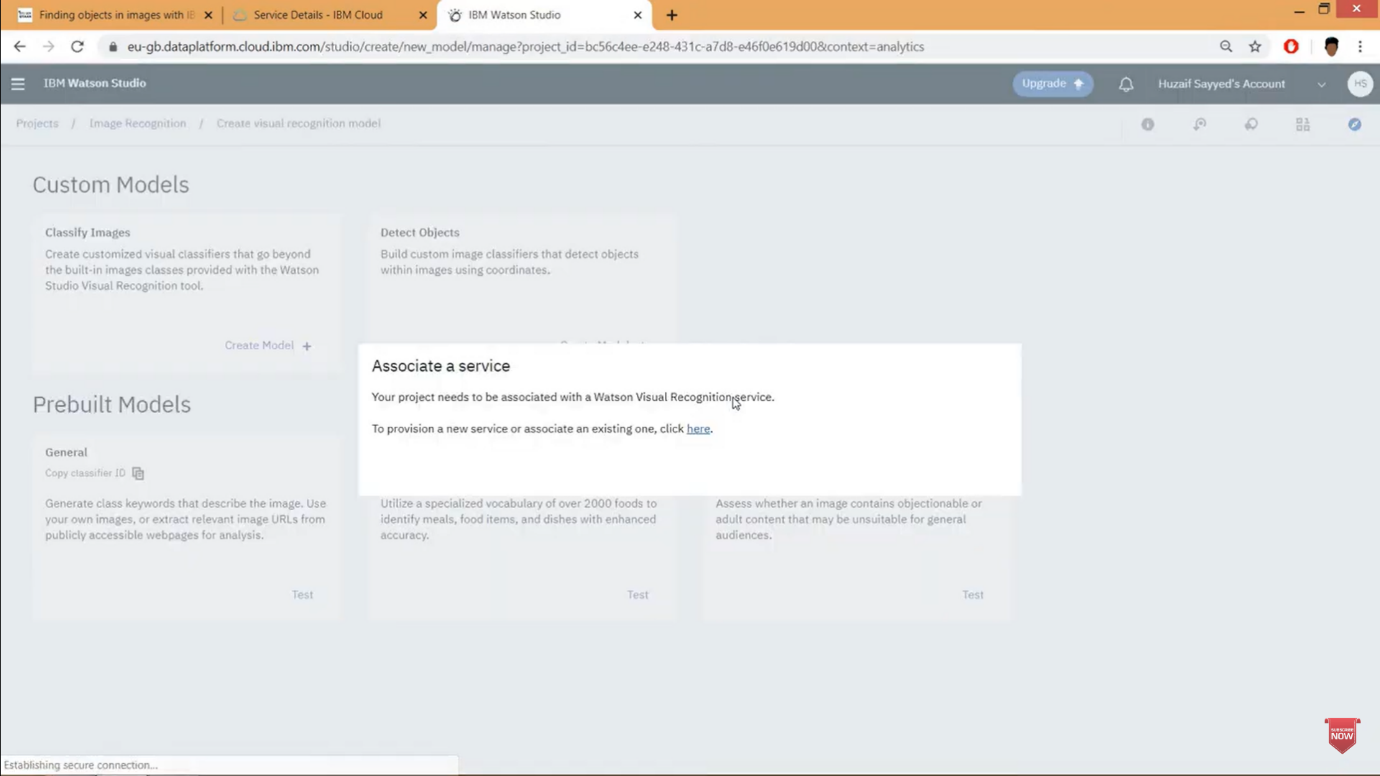 Finding objects in images with IB
Service Details - IBM Cloud
IBM Watson Studio
eu-gb.dataplatform.cloud.ibm.com/studio/create/new_model/manage?project_id=bc56c4ee-e248-431c-a7d8-e46f0e619d00&context=analytics
IBM Watson Studio
Upgrade
Huzaif Sayyed's Account
HS
Projects / Image Recognition / Create visual recognition model
Custom Models
Classify Images
Create customized visual classifiers that go beyond
the built-in images classes provided with the Watson
Studio Visual Recognition tool.
Create Model +
Detect Objects
Build custom image classifiers that detect objects
within images using coordinates.
Associate a service
Your project needs to be associated with a Watson Visual Recognition service.
To provision a new service or associate an existing one, click here.
Prebuilt Models
General
Copy classifier ID
Generate class keywords that describe the image. Use
your own images, or extract relevant image URLs from
publicly accessible webpages for analysis.
Test
Utilize a specialized vocabulary of over 2000 foods to
identify meals, food items, and dishes with enhanced
accuracy.
Test
Assess whether an image contains objectionable or
adult content that may be unsuitable for general
audiences.
Test
Establishing secure connection...
SUBSCRIBE
NOW